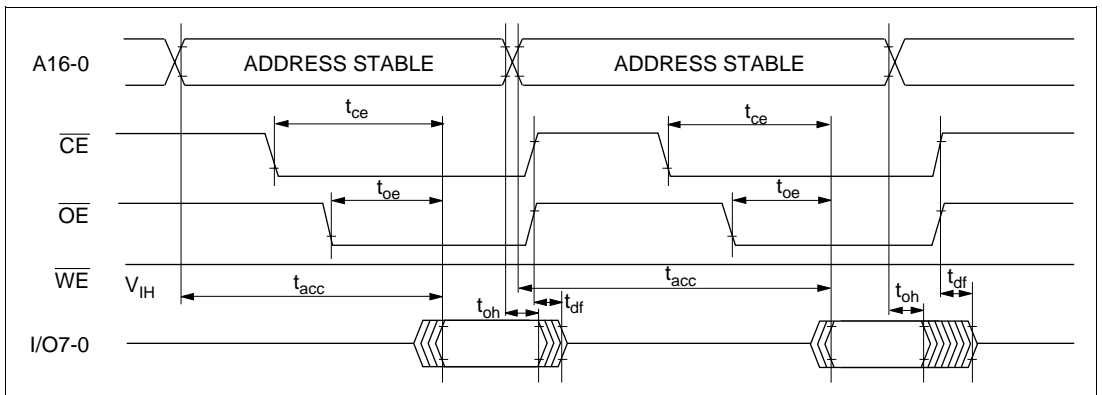 A16-0 ADDRESS STABLE ADDRESS STABLE
tce tce
CE
toe toe
OE
WE VIH tacc tacc
toh tdf toh tdf
I/O7-0